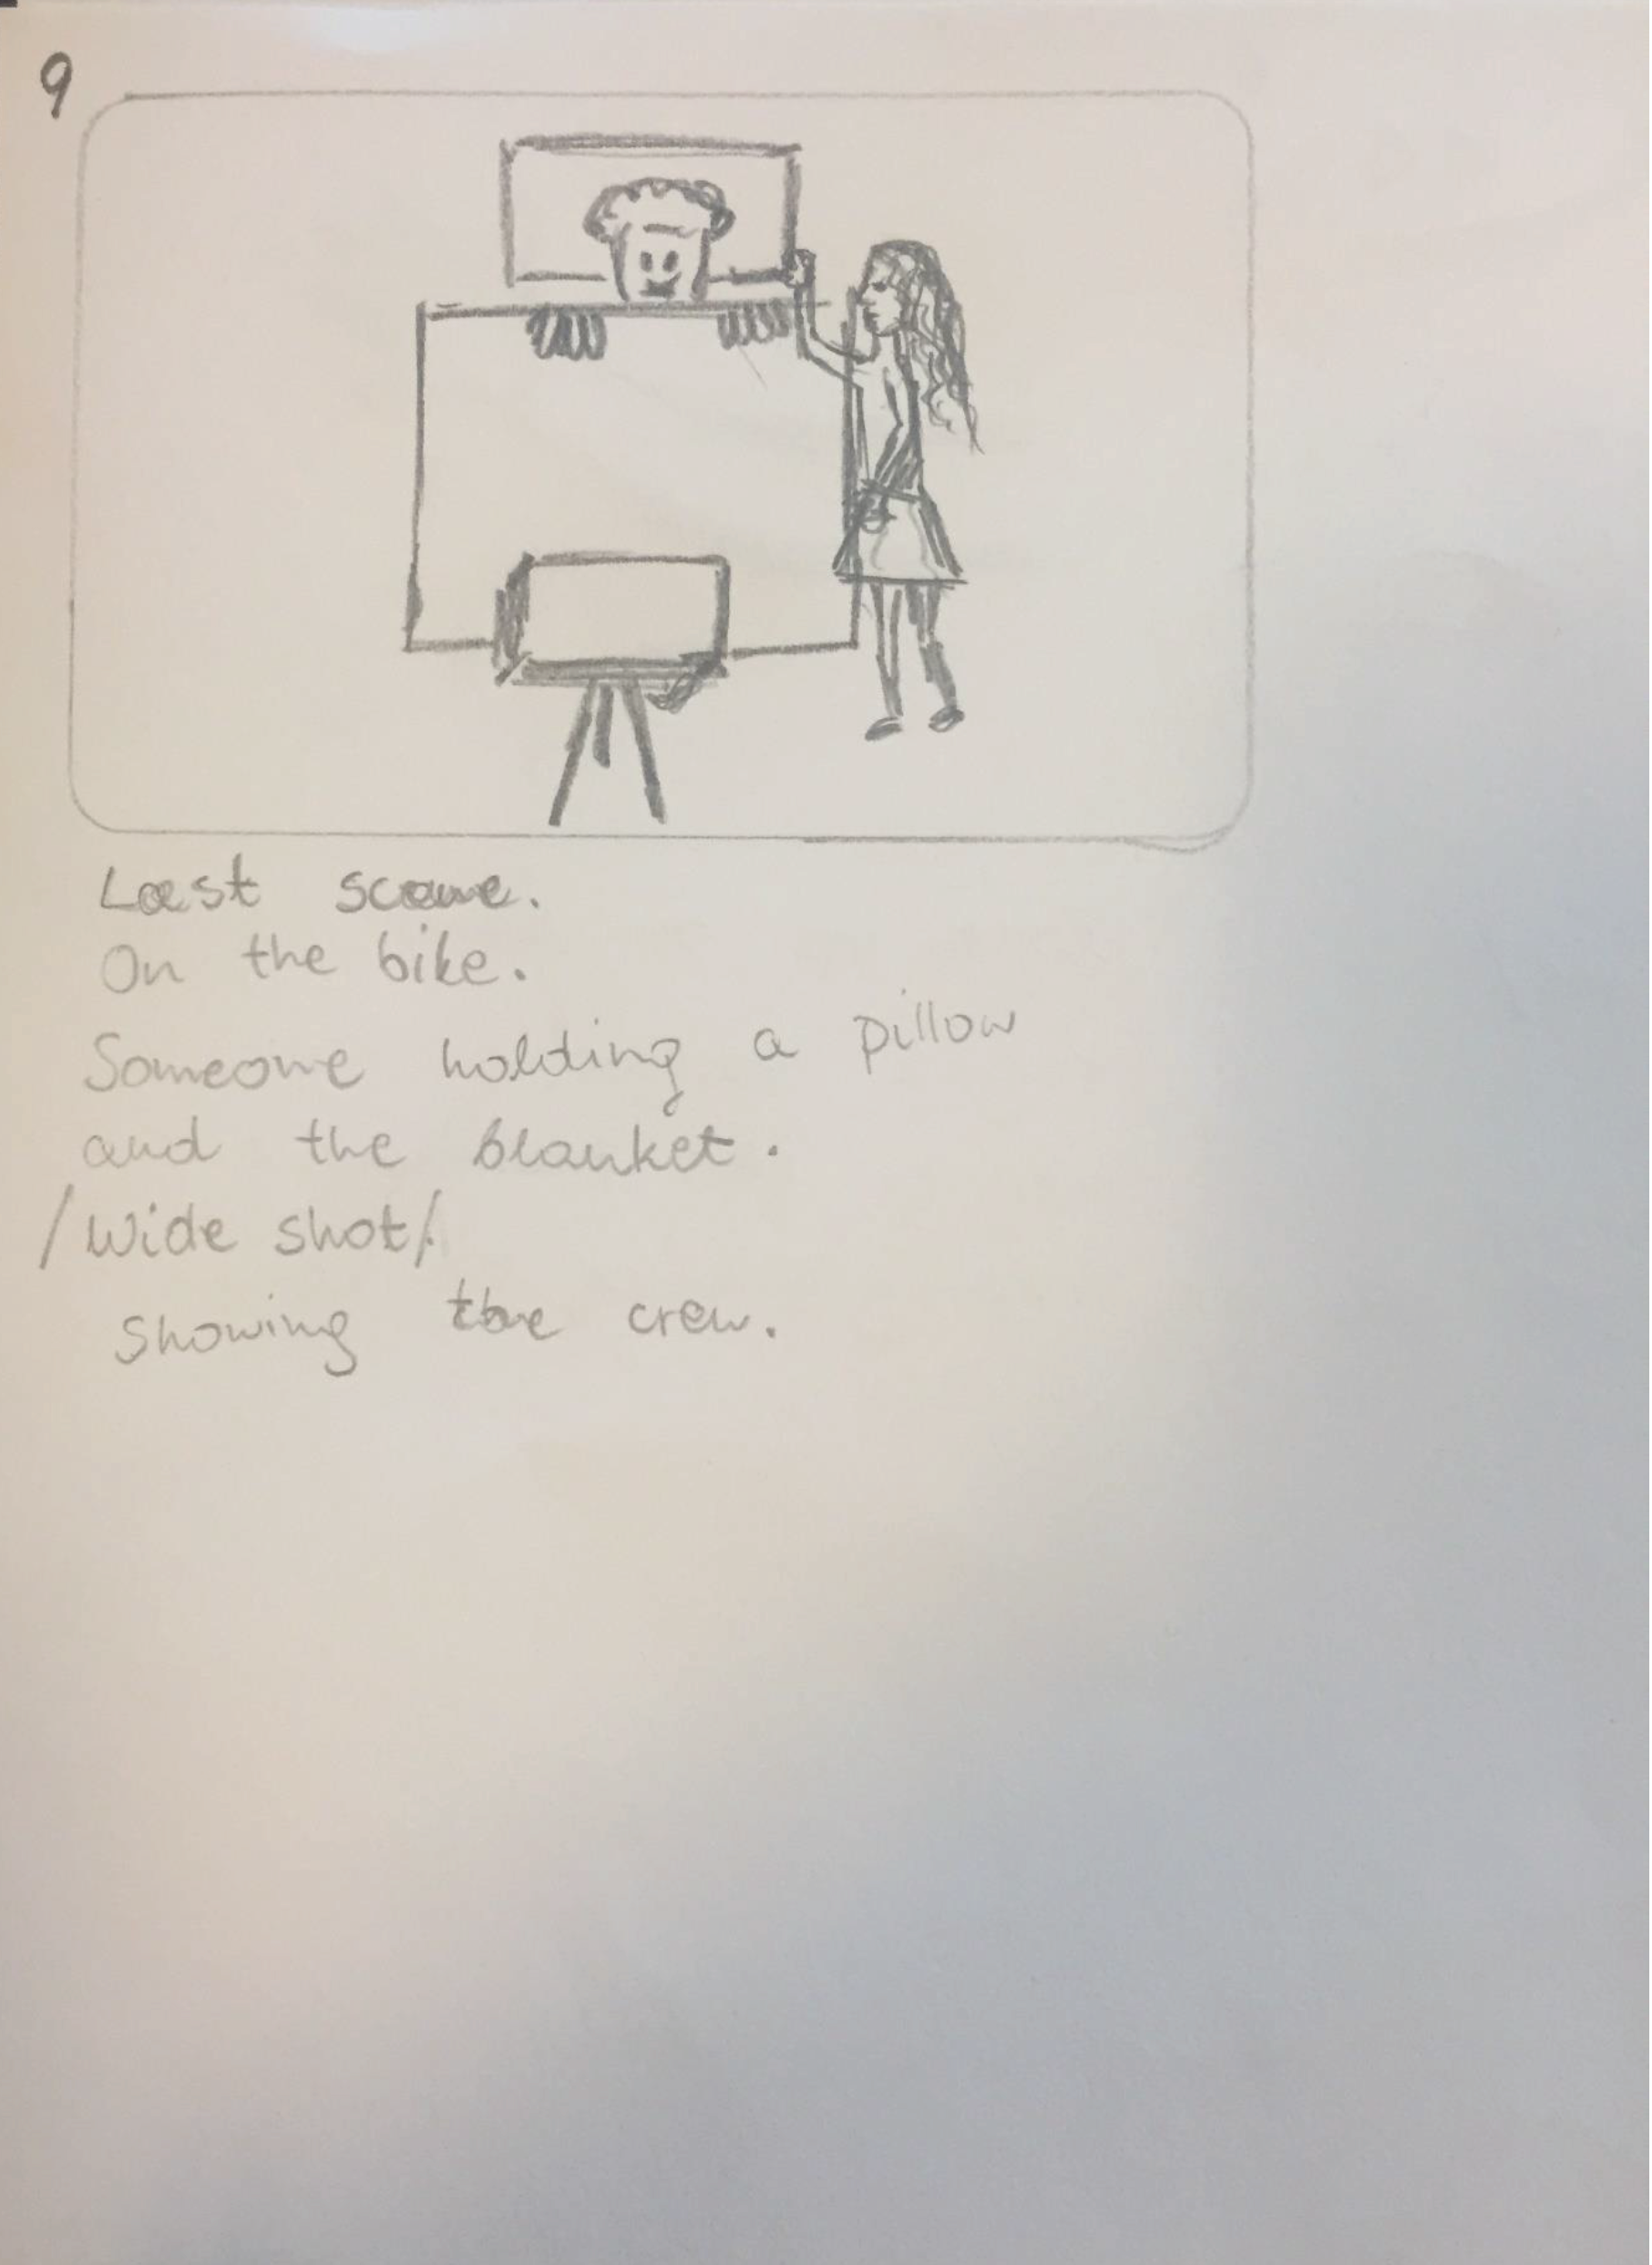 9
Last scene.
On the bike.
Someone holding a pillow
and the blanket.
/Wide shot/.
Showing the crew.